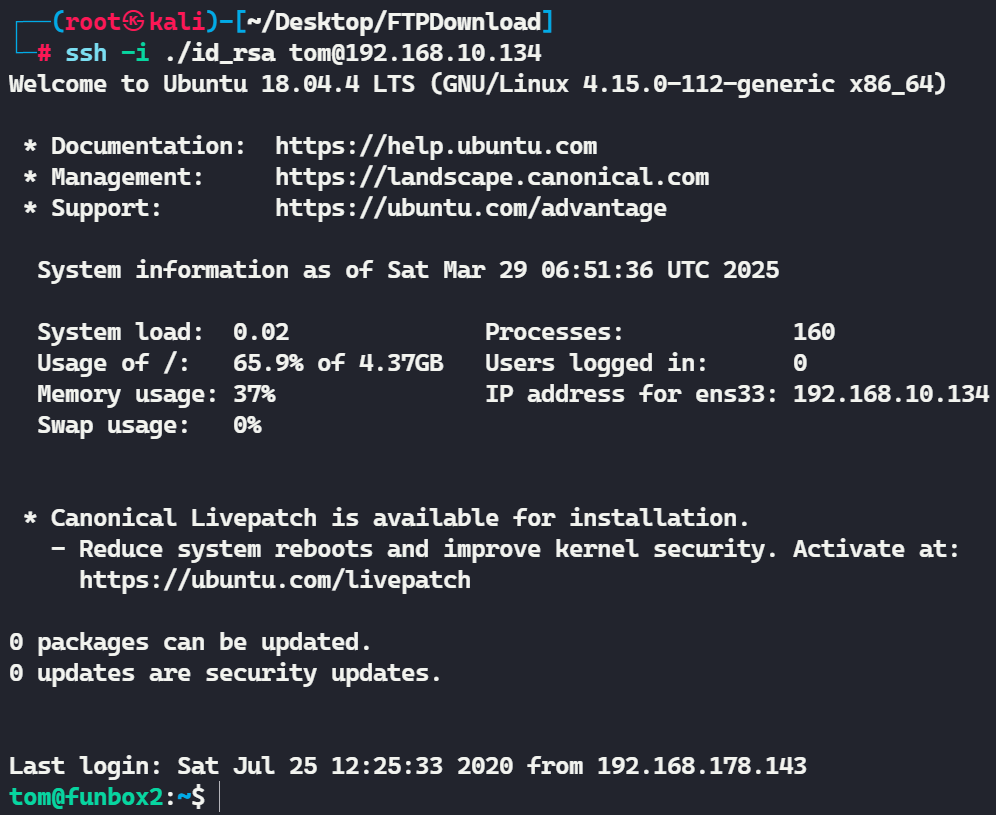 ┌──(root㉿kali)-[~/Desktop/FTPDownload]
└─# ssh -i ./id_rsa tom@192.168.10.134
Welcome to Ubuntu 18.04.4 LTS (GNU/Linux 4.15.0-112-generic x86_64)

 * Documentation:  https://help.ubuntu.com
 * Management:     https://landscape.canonical.com
 * Support:        https://ubuntu.com/advantage

  System information as of Sat Mar 29 06:51:36 UTC 2025

  System load:  0.02              Processes:            160
  Usage of /:   65.9% of 4.37GB   Users logged in:      0
  Memory usage: 37%               IP address for ens33: 192.168.10.134
  Swap usage:   0%


 * Canonical Livepatch is available for installation.
   - Reduce system reboots and improve kernel security. Activate at:
     https://ubuntu.com/livepatch

0 packages can be updated.
0 updates are security updates.


Last login: Sat Jul 25 12:25:33 2020 from 192.168.178.143
tom@funbox2:~$